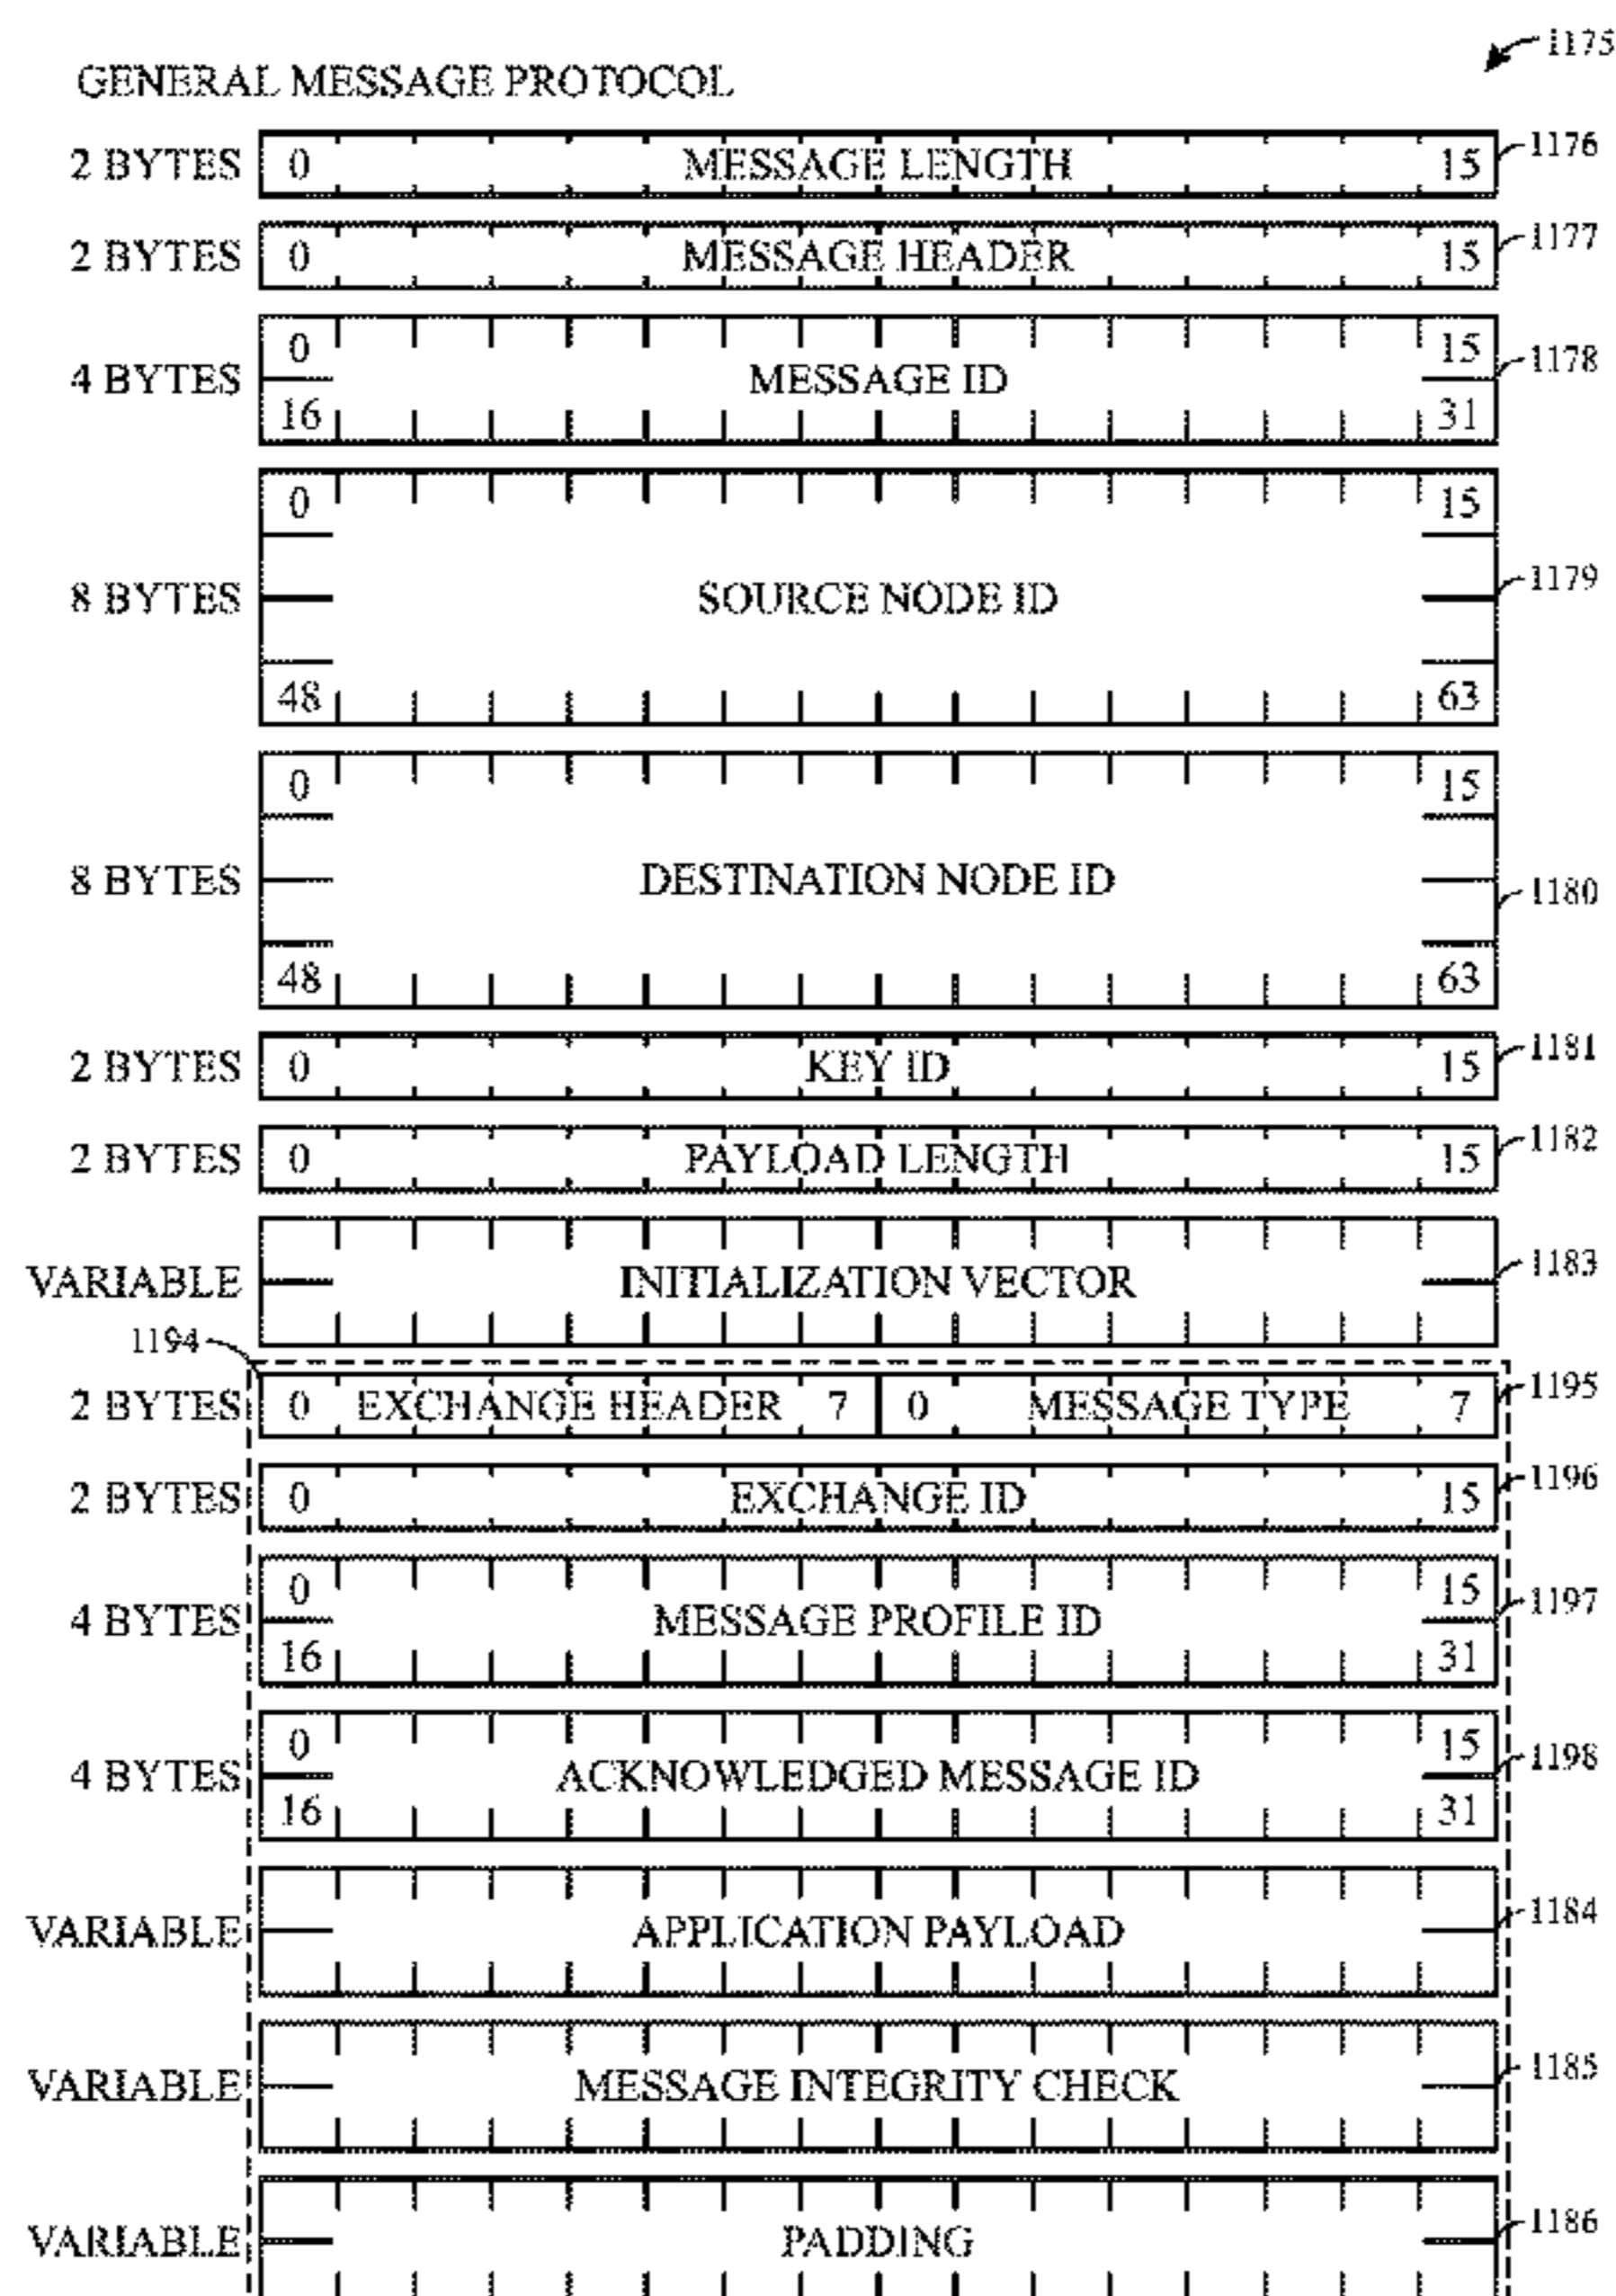 1175
GENERAL MESSAGE PROTOCOL
2 BYTES 0 MESSAGE LENGTH 15 1176
2 BYTES 0 MESSAGE HEADER 15 1177
0 15
4 BYTES MESSAGE ID 1178
16 31
0 15
8 BYTES SOURCE NODE ID 1179
48 63
0 15
8 BYTES DESTINATION NODE ID 1180
48 63
2 BYTES 0 KEY ID 15 1181
2 BYTES 0 PAYLOAD LENGTH 15 1182
VARIABLE INITIALIZATION VECTOR 1183
1194
2 BYTES 0 EXCHANGE HEADER 7 0 MESSAGE TYPE 7 1195
2 BYTES 0 EXCHANGE ID 15 1196
0 15
4 BYTES MESSAGE PROFILE ID 1197
16 31
0 15
4 BYTES ACKNOWLEDGED MESSAGE ID 1198
16 31
VARIABLE APPLICATION PAYLOAD 1184
VARIABLE MESSAGE INTEGRITY CHECK 1185
VARIABLE PADDING 1186